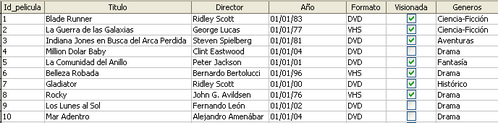 Id_pelicula Título Director Año Formato Visionada Generos
1 Blade Runner Ridley Scott 01/01/83 DVD Ciencia-Ficción
2 La Guerra de las Galaxias George Lucas 01/01/77 VHS Ciencia-Ficción
3 Indiana Jones en Busca del Arca Perdida Steven Spielberg 01/01/81 DVD Aventuras
4 Million Dolar Baby Clint Eastwood 01/01/04 DVD Drama
5 La Comunidad del Anillo Peter Jackson 01/01/01 DVD Fantasía
6 Belleza Robada Bernardo Bertolucci 01/01/96 VHS Drama
7 Gladiator Ridley Scott 01/01/00 DVD Histórico
8 Rocky John G. Avildsen 01/01/76 VHS Drama
9 Los Lunes al Sol Fernando León 01/01/02 DVD Drama
10 Mar Adentro Alejandro Amenábar 01/01/04 DVD Drama